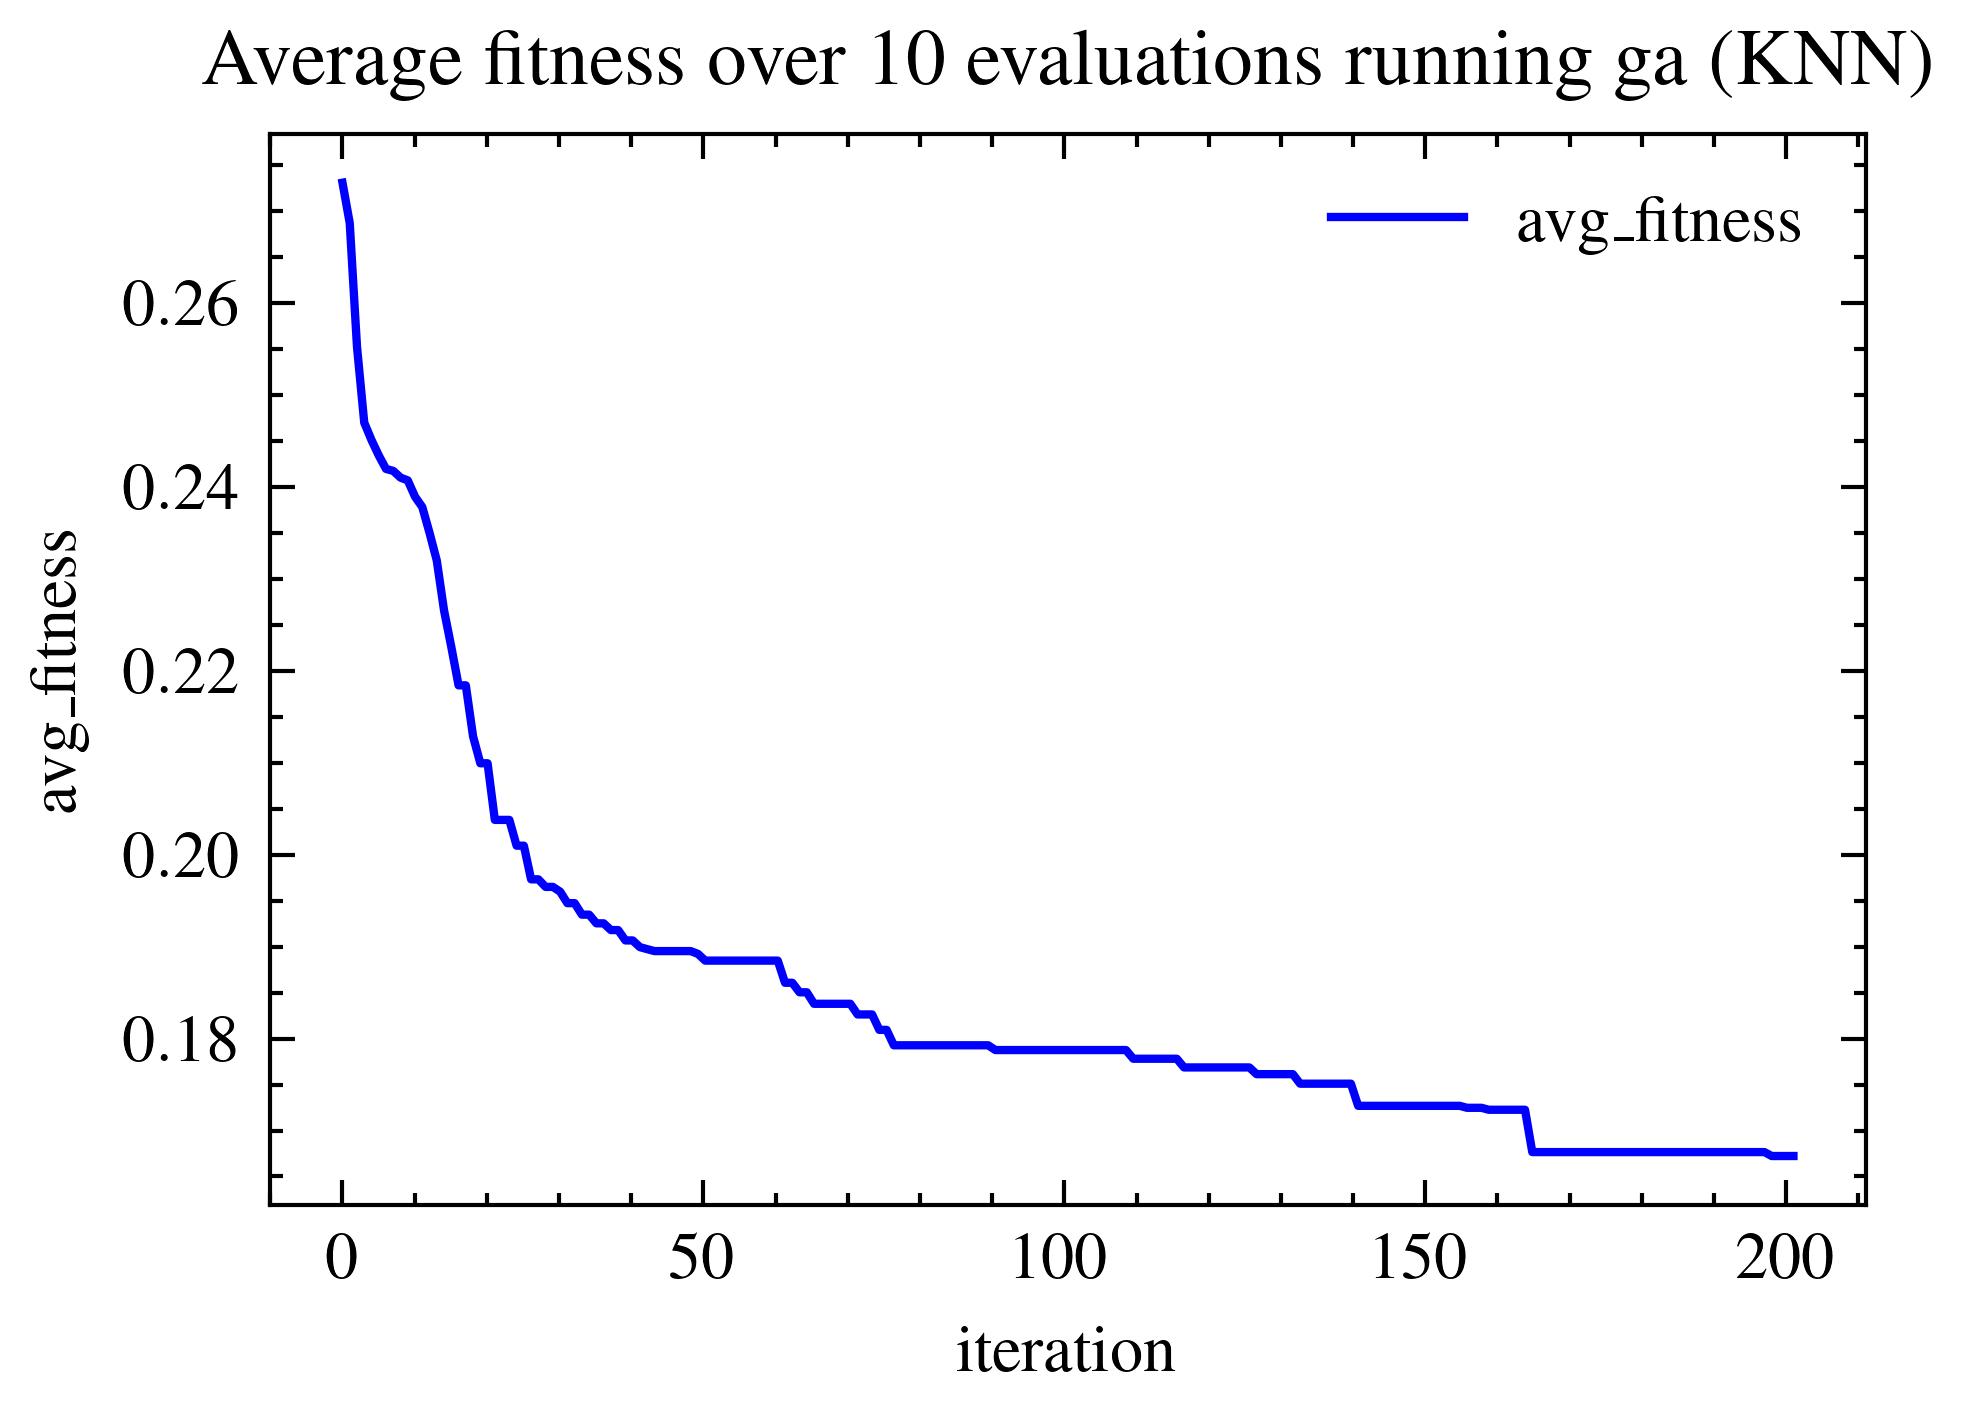 Average fitness over 10 evaluations running ga (KNN)
avg_fitness
0.26
0.24
0.22
0.20
0.18
avg_fitness
0 50 100 150 200
iteration